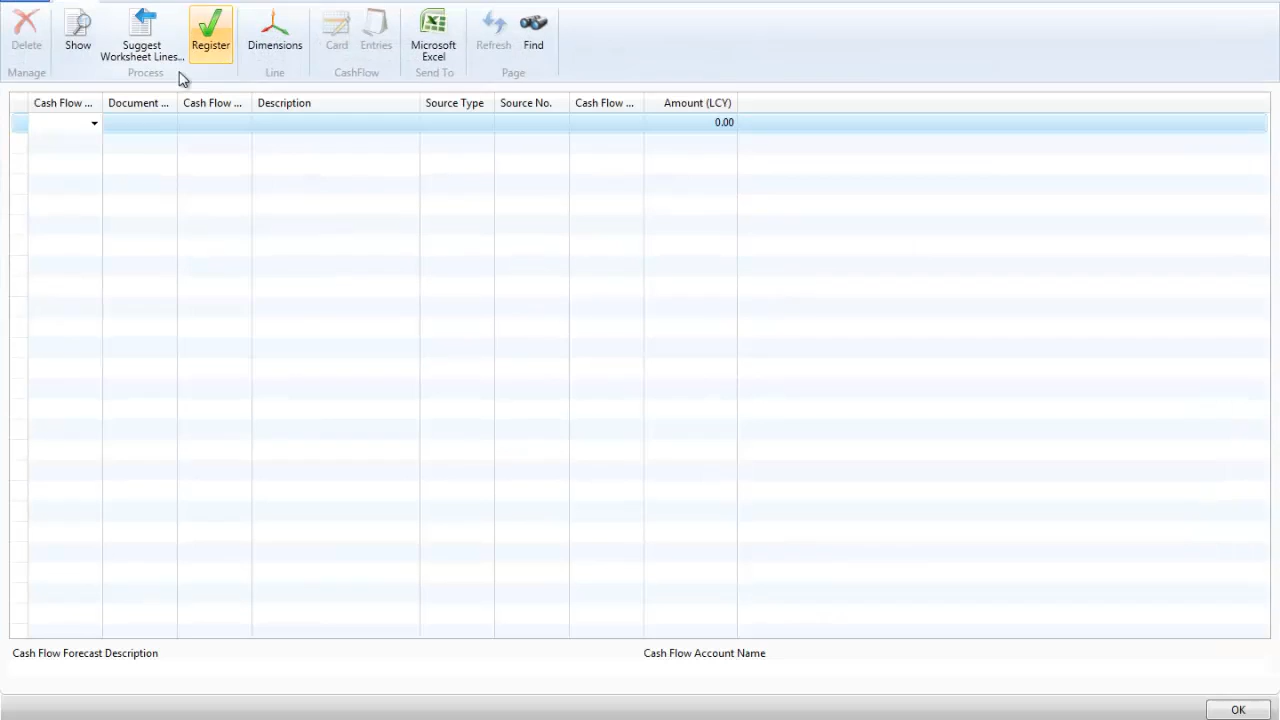 Delete
Show
Suggest
Worksheet Lines...
Register
Dimensions
Card
Entries
Microsoft
Excel
Refresh
Find
Manage
Process
Line
CashFlow
Send To
Page
Cash Flow ...
Document ...
Cash Flow ...
Description
Source Type
Source No.
Cash Flow ...
Amount (LCY)
0.00
Cash Flow Forecast Description
Cash Flow Account Name
OK